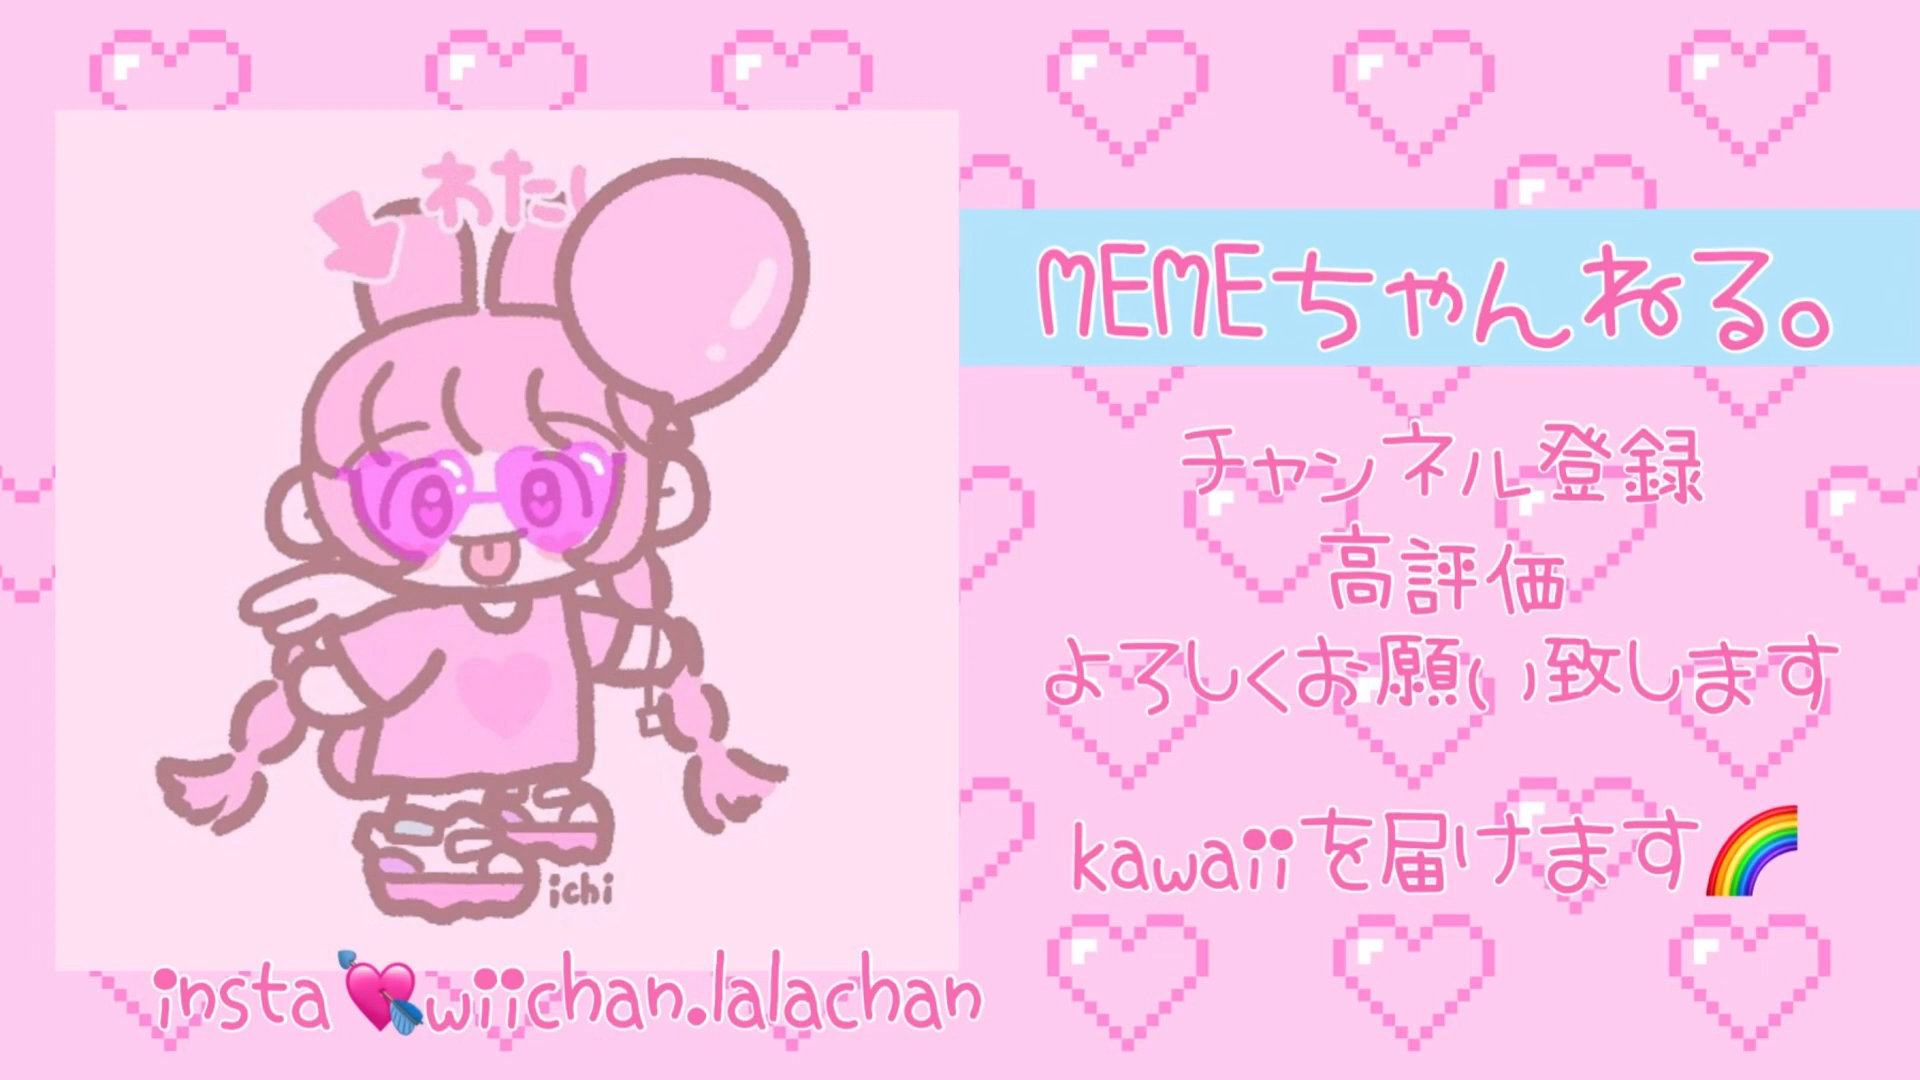 わたし
MEMEちゃんねる。
チャンネル登録
高評価
よろしくお願い致します
kawaiiを届けます🌈
ichi
insta💘wiichan.lalachan